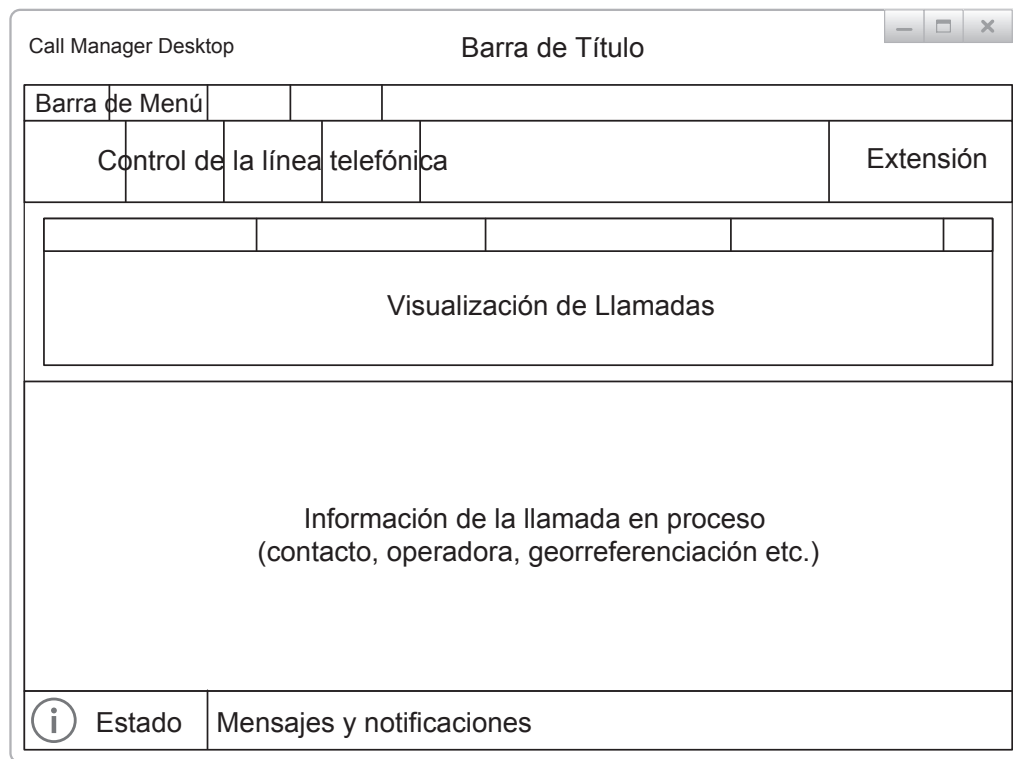 Call Manager Desktop
Barra de Título
Barra de Menú
Control de la línea telefónica
Extensión
Visualización de Llamadas
Información de la llamada en proceso
(contacto, operadora, georreferenciación etc.)
i Estado
Mensajes y notificaciones